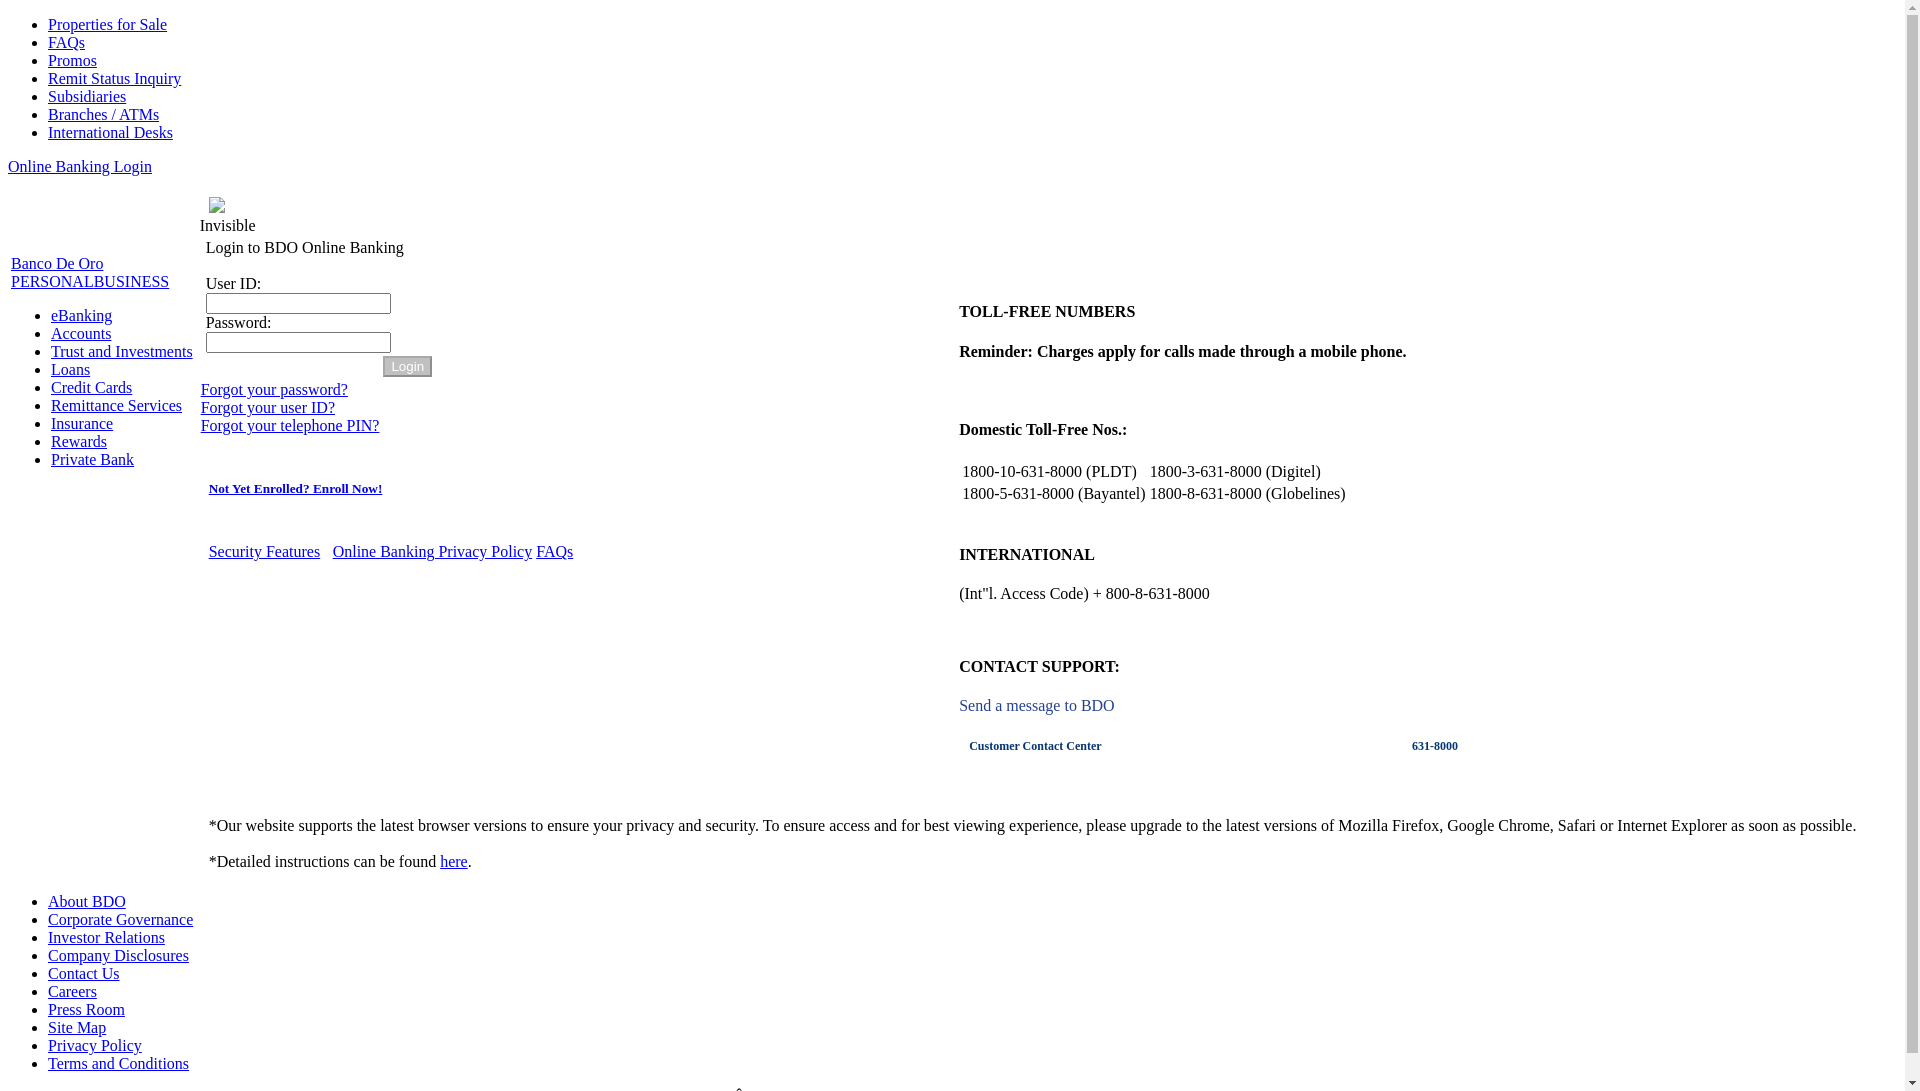 Properties for Sale
FAQs
Promos
Remit Status Inquiry
Subsidiaries
Branches / ATMs
International Desks
Online Banking Login
Banco De Oro
PERSONALBUSINESS
eBanking
Accounts
Trust and Investments
Loans
Credit Cards
Remittance Services
Insurance
Rewards
Private Bank
Invisible
Login to BDO Online Banking
User ID:
Password:
Login
Forgot your password?
Forgot your user ID?
Forgot your telephone PIN?
Not Yet Enrolled? Enroll Now!
Security Features Online Banking Privacy Policy FAQs
TOLL-FREE NUMBERS
Reminder: Charges apply for calls made through a mobile phone.
Domestic Toll-Free Nos.:
1800-10-631-8000 (PLDT) 1800-3-631-8000 (Digitel)
1800-5-631-8000 (Bayantel) 1800-8-631-8000 (Globelines)
INTERNATIONAL
(Int"l. Access Code) + 800-8-631-8000
CONTACT SUPPORT:
Send a message to BDO
Customer Contact Center 631-8000
*Our website supports the latest browser versions to ensure your privacy and security. To ensure access and for best viewing experience, please upgrade to the latest versions of Mozilla Firefox, Google Chrome, Safari or Internet Explorer as soon as possible.
*Detailed instructions can be found here.
About BDO
Corporate Governance
Investor Relations
Company Disclosures
Contact Us
Careers
Press Room
Site Map
Privacy Policy
Terms and Conditions